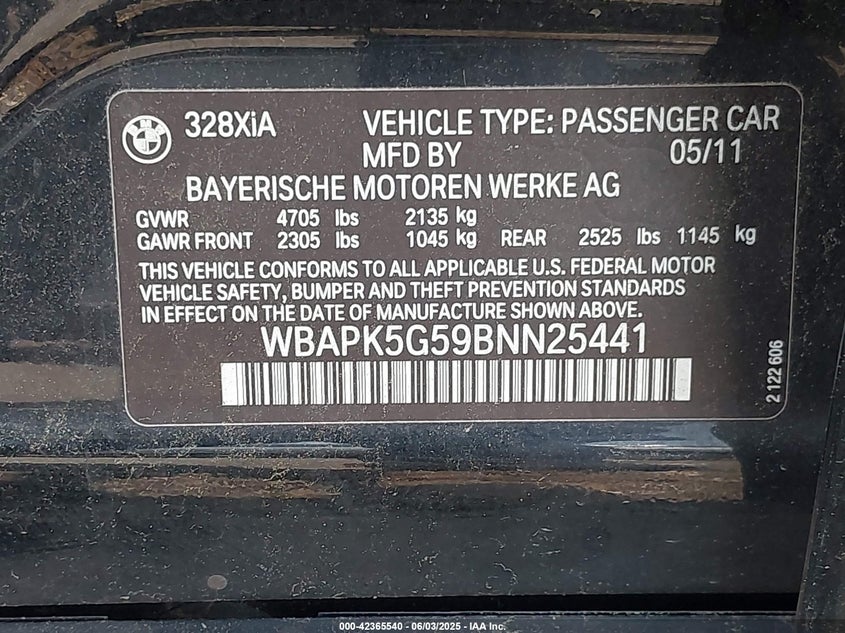 BMW
328XiA VEHICLE TYPE: PASSENGER CAR
MFD BY 05/11
BAYERISCHE MOTOREN WERKE AG
GVWR 4705 lbs 2135 kg
GAWR FRONT 2305 lbs 1045 kg REAR 2525 lbs 1145 kg
THIS VEHICLE CONFORMS TO ALL APPLICABLE U.S. FEDERAL MOTOR
VEHICLE SAFETY, BUMPER AND THEFT PREVENTION STANDARDS
IN EFFECT ON THE DATE OF MANUFACTURE SHOWN ABOVE.
WBAPK5G59BNN25441
2 122 606
000-42365540 - 06/03/2025 - IAA Inc.